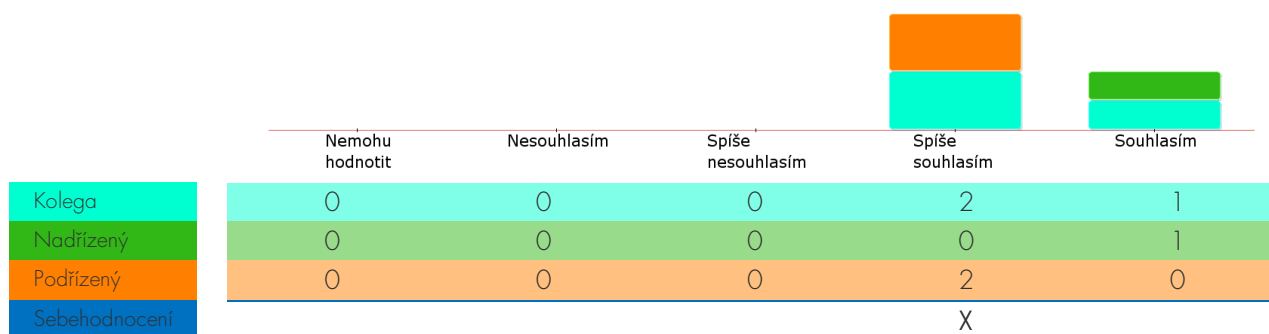 Nemohu hodnotit Nesouhlasím Spíše nesouhlasím Spíše souhlasím Souhlasím
Kolega 0 0 0 2 1
Nadřízený 0 0 0 0 1
Podřízený 0 0 0 2 0
Sebehodnocení X